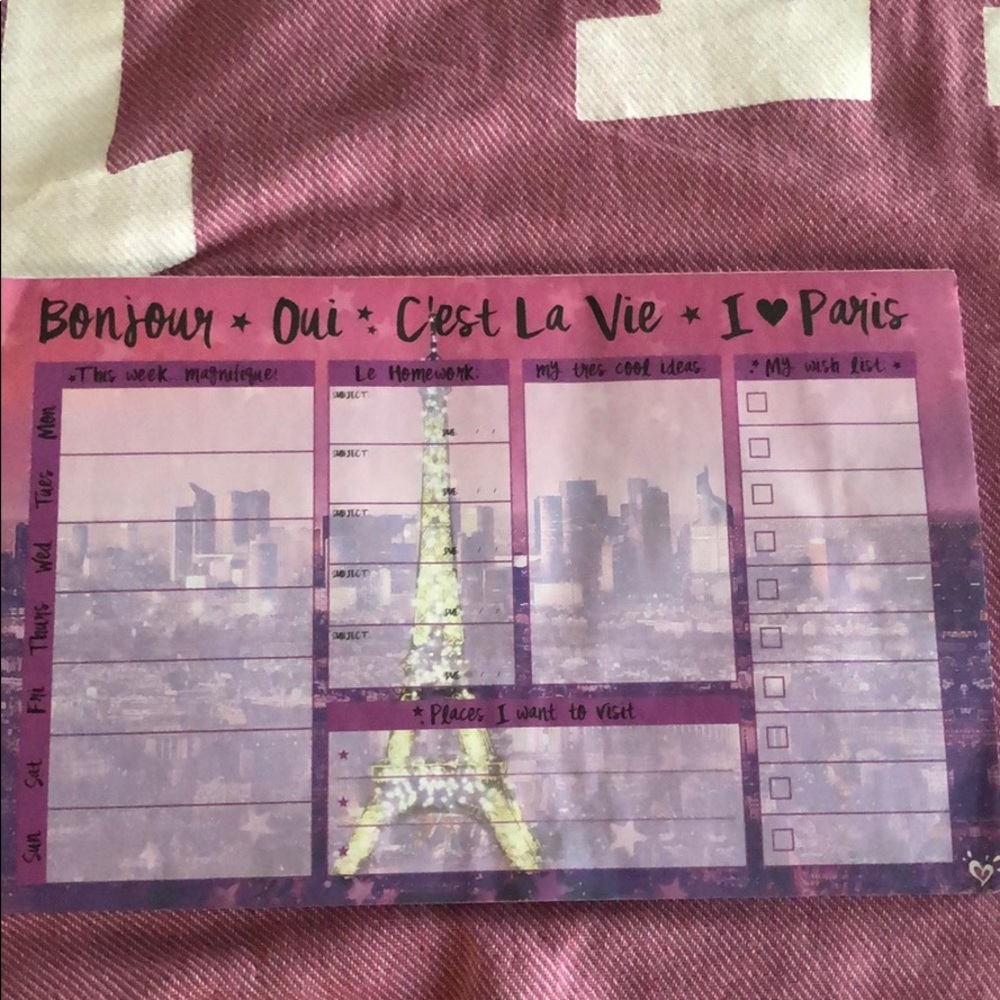 Bonjour ★ Oui ★ C'est La Vie ★ I ♥ Paris
This week magnifique!
Mon
Tues
Wed
Thurs
Fri
Sat
Sun
Le Homework:
SUBJECT:
DUE / /
SUBJECT:
DUE / /
SUBJECT:
DUE / /
SUBJECT:
DUE / /
SUBJECT:
DUE / /
my tres cool ideas
My wish list
Places I want to visit